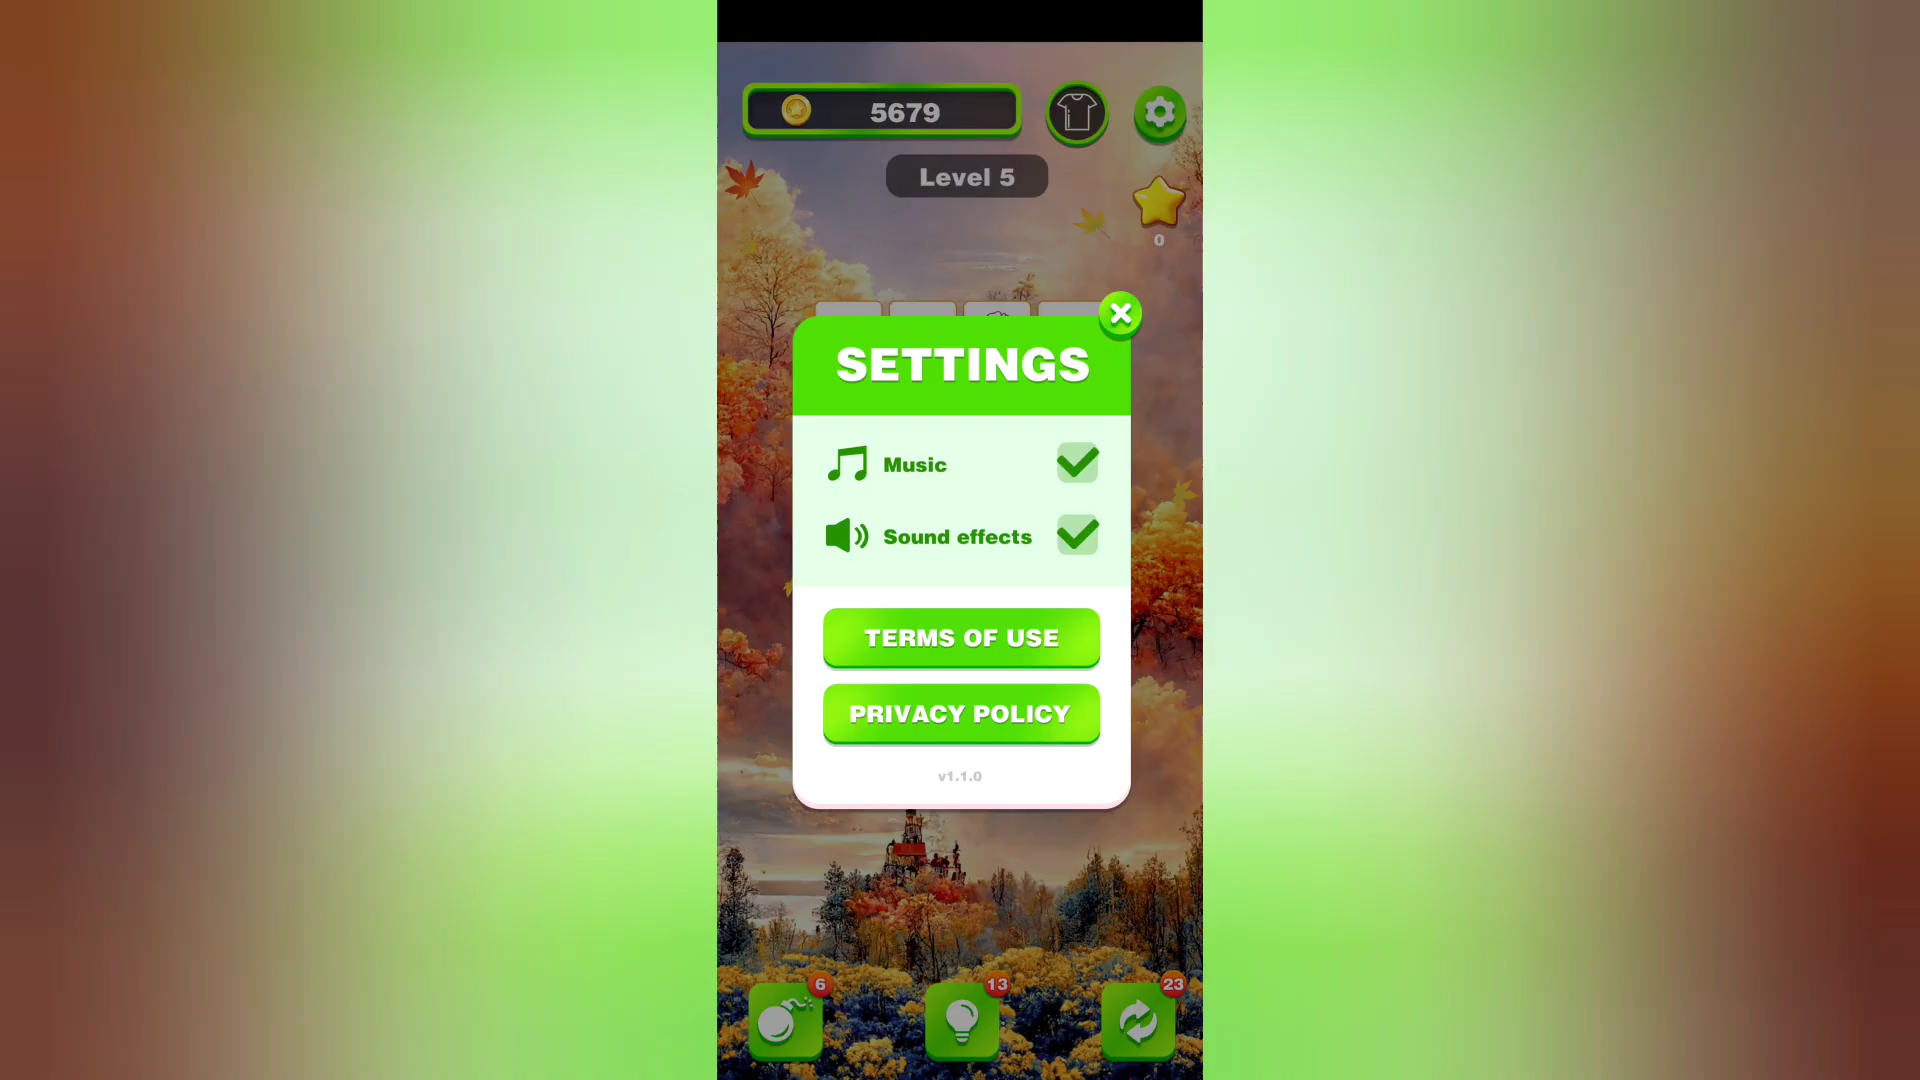 5679
Level 5
0
SETTINGS
Music
Sound effects
TERMS OF USE
PRIVACY POLICY
v1.1.0
6
13
23